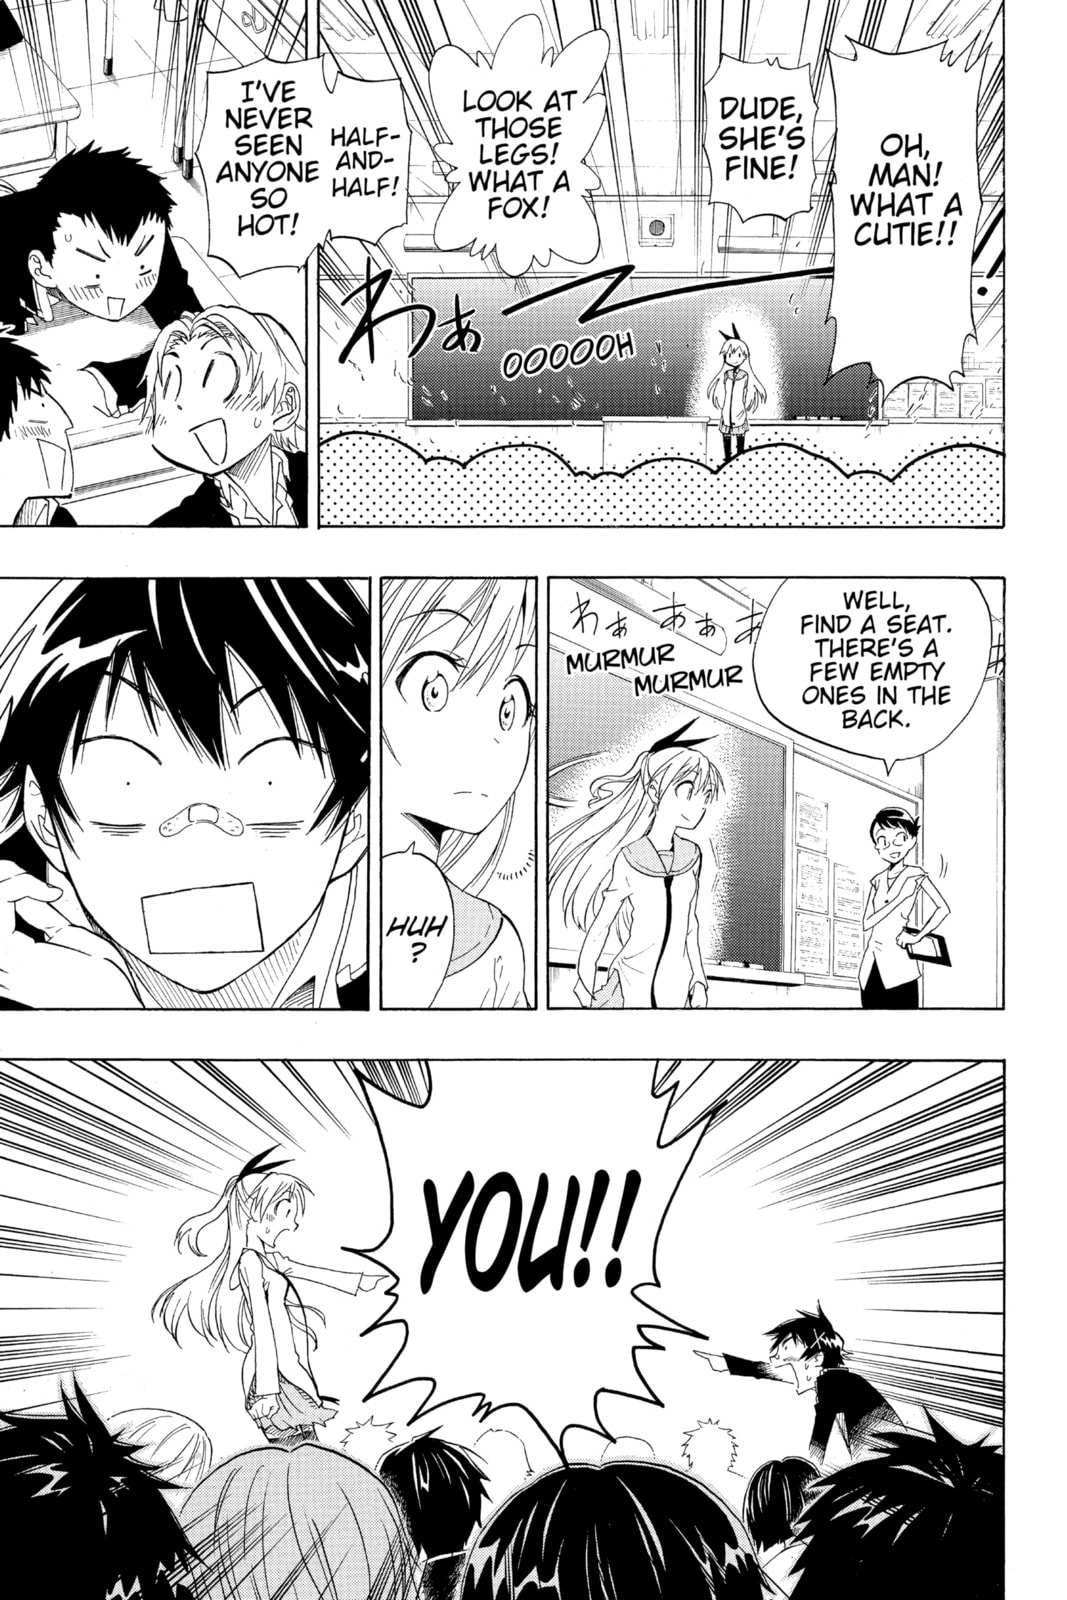 OH,
MAN!
WHAT A
CUTIE!!
DUDE,
SHE'S
FINE!
LOOK AT
THOSE
LEGS!
WHAT A
FOX!
HALF-
AND-
HALF!
わぁー!
OOOOOH
I'VE
NEVER
SEEN
ANYONE
SO
HOT!
WELL,
FIND A SEAT.
THERE'S A
FEW EMPTY
ONES IN THE
BACK.
わぁ ぁぁ ぁ
MURMUR
MURMUR
HUH
?
YOU!!